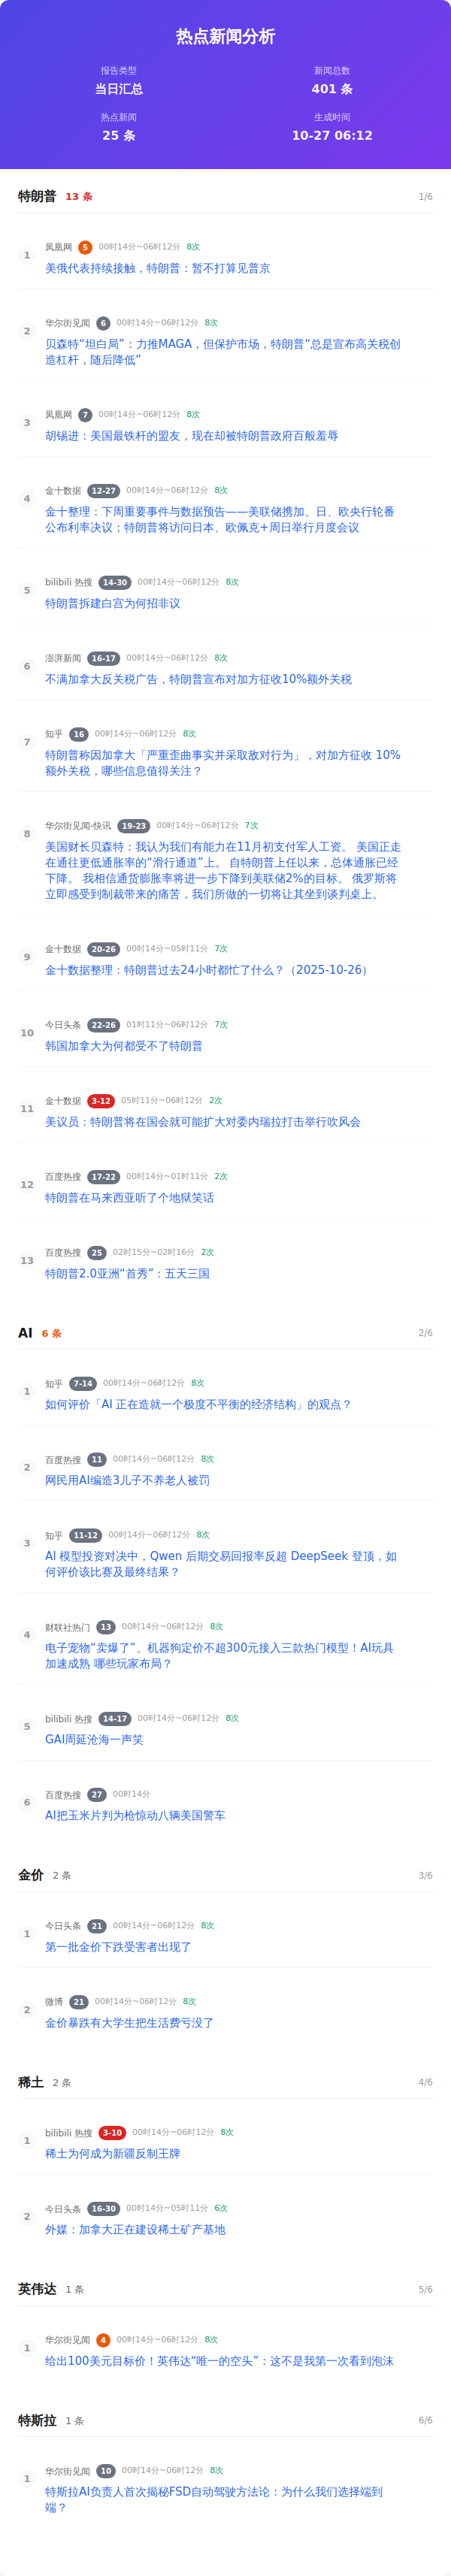 热点新闻分析
报告类型
新闻总数
当日汇总
401 条
热点新闻
生成时间
25 条
10-27 06:12
特朗普 13 条 1/6
1
凤凰网 5 00时14分~06时12分 8次
美俄代表持续接触，特朗普：暂不打算见普京
2
华尔街见闻 6 00时14分~06时12分 8次
贝森特“坦白局”：力推MAGA，但保护市场，特朗普“总是宣布高关税创
造杠杆，随后降低”
3
凤凰网 7 00时14分~06时12分 8次
胡锡进：美国最铁杆的盟友，现在却被特朗普政府百般羞辱
4
金十数据 12-27 00时14分~06时12分 8次
金十整理：下周重要事件与数据预告——美联储携加、日、欧央行轮番
公布利率决议；特朗普将访问日本、欧佩克+周日举行月度会议
5
bilibili 热搜 14-30 00时14分~06时12分 8次
特朗普拆建白宫为何招非议
6
澎湃新闻 16-17 00时14分~06时12分 8次
不满加拿大反关税广告，特朗普宣布对加方征收10%额外关税
7
知乎 16 00时14分~06时12分 8次
特朗普称因加拿大「严重歪曲事实并采取敌对行为」，对加方征收 10%
额外关税，哪些信息值得关注？
8
华尔街见闻-快讯 19-23 00时14分~06时12分 7次
美国财长贝森特：我认为我们有能力在11月初支付军人工资。 美国正走
在通往更低通胀率的“滑行通道”上。 自特朗普上任以来，总体通胀已经
下降。 我相信通货膨胀率将进一步下降到美联储2%的目标。 俄罗斯将
立即感受到制裁带来的痛苦，我们所做的一切将让其坐到谈判桌上。
9
金十数据 20-26 00时14分~05时11分 7次
金十数据整理：特朗普过去24小时都忙了什么？（2025-10-26）
10
今日头条 22-26 01时11分~06时12分 7次
韩国加拿大为何都受不了特朗普
11
金十数据 3-12 05时11分~06时12分 2次
美议员：特朗普将在国会就可能扩大对委内瑞拉打击举行吹风会
12
百度热搜 17-22 00时14分~01时11分 2次
特朗普在马来西亚听了个地狱笑话
13
百度热搜 25 02时15分~02时16分 2次
特朗普2.0亚洲“首秀”：五天三国
AI 6 条 2/6
1
知乎 7-14 00时14分~06时12分 8次
如何评价「AI 正在造就一个极度不平衡的经济结构」的观点？
2
百度热搜 11 00时14分~06时12分 8次
网民用AI编造3儿子不养老人被罚
3
知乎 11-12 00时14分~06时12分 8次
AI 模型投资对决中，Qwen 后期交易回报率反超 DeepSeek 登顶，如
何评价该比赛及最终结果？
4
财联社热门 13 00时14分~06时12分 8次
电子宠物“卖爆了”、机器狗定价不超300元接入三款热门模型！AI玩具
加速成熟 哪些玩家布局？
5
bilibili 热搜 14-17 00时14分~06时12分 8次
GAI周延沧海一声笑
6
百度热搜 27 00时14分
AI把玉米片判为枪惊动八辆美国警车
金价 2 条 3/6
1
今日头条 21 00时14分~06时12分 8次
第一批金价下跌受害者出现了
2
微博 21 00时14分~06时12分 8次
金价暴跌有大学生把生活费亏没了
稀土 2 条 4/6
1
bilibili 热搜 3-10 00时14分~06时12分 8次
稀土为何成为新疆反制王牌
2
今日头条 16-30 00时14分~05时11分 6次
外媒：加拿大正在建设稀土矿产基地
英伟达 1 条 5/6
1
华尔街见闻 4 00时14分~06时12分 8次
给出100美元目标价！英伟达“唯一的空头”：这不是我第一次看到泡沫
特斯拉 1 条 6/6
1
华尔街见闻 10 00时14分~06时12分 8次
特斯拉AI负责人首次揭秘FSD自动驾驶方法论：为什么我们选择端到
端？